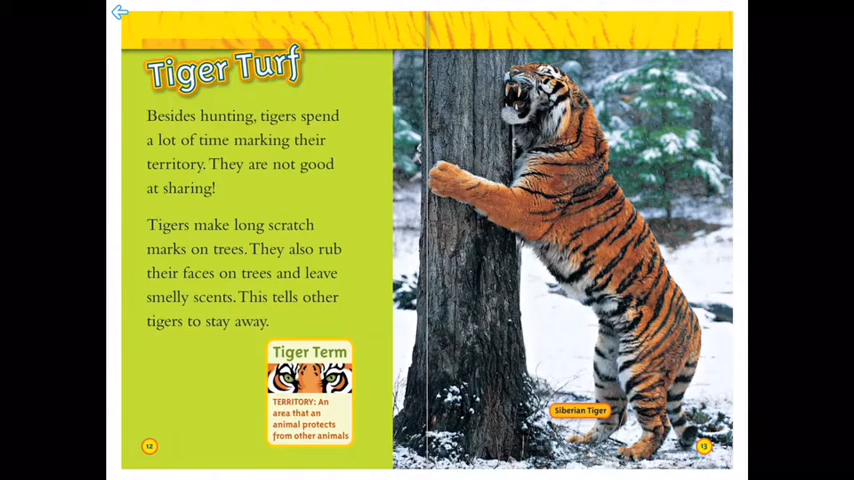 Tiger Turf
Besides hunting, tigers spend
a lot of time marking their
territory. They are not good
at sharing!
Tigers make long scratch
marks on trees. They also rub
their faces on trees and leave
smelly scents. This tells other
tigers to stay away.
Tiger Term
TERRITORY: An
area that an
animal protects
from other animals
12
Siberian Tiger
13